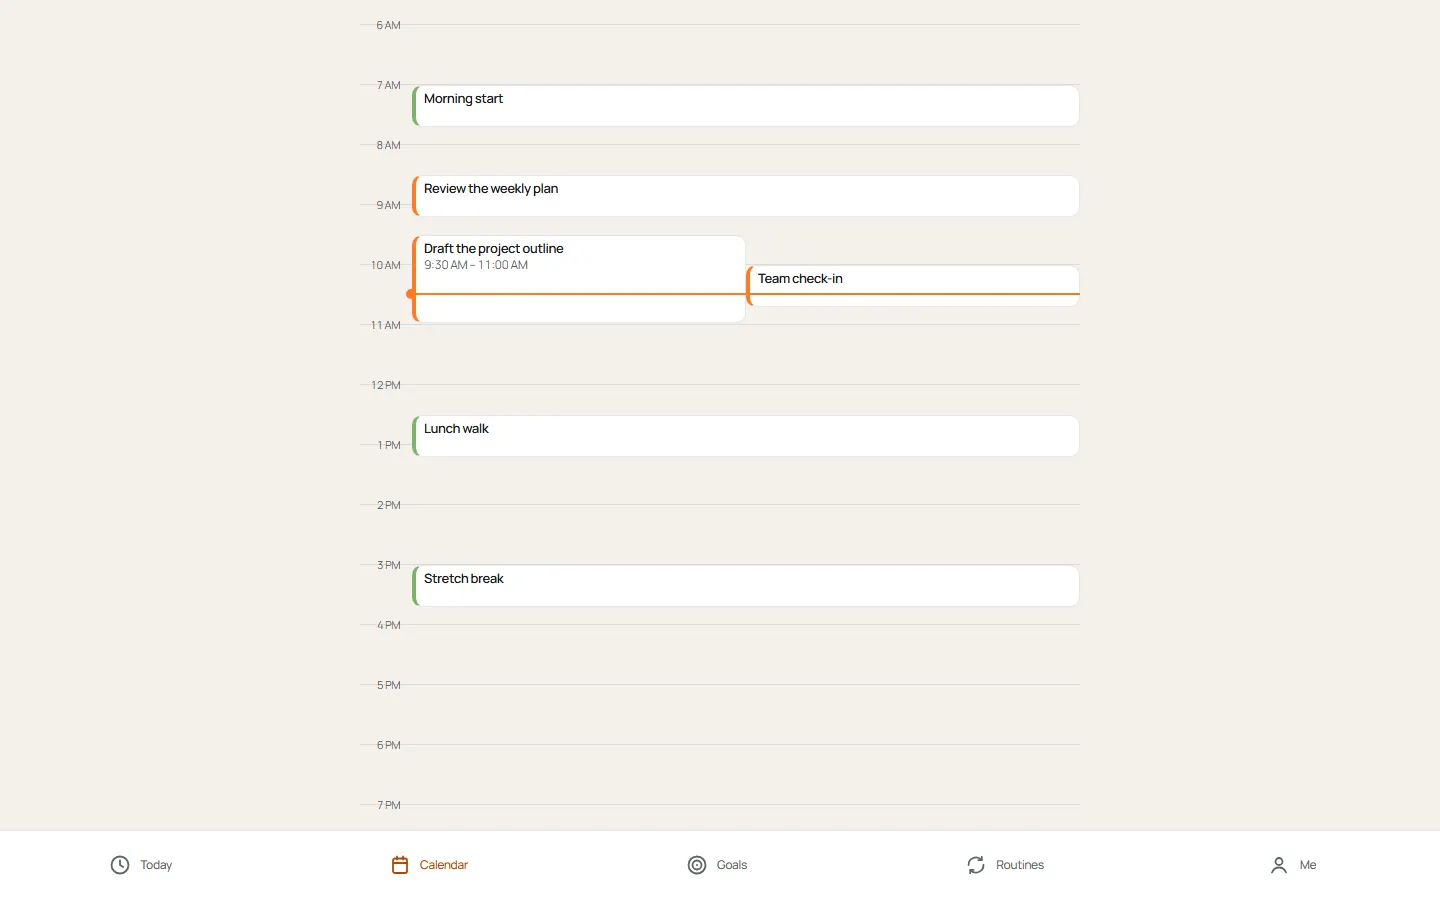 6 AM
7 AM
Morning start
8 AM
Review the weekly plan
9 AM
Draft the project outline
9:30 AM – 11:00 AM
10 AM
Team check-in
11 AM
12 PM
Lunch walk
1 PM
2 PM
3 PM
Stretch break
4 PM
5 PM
6 PM
7 PM
Today
Calendar
Goals
Routines
Me